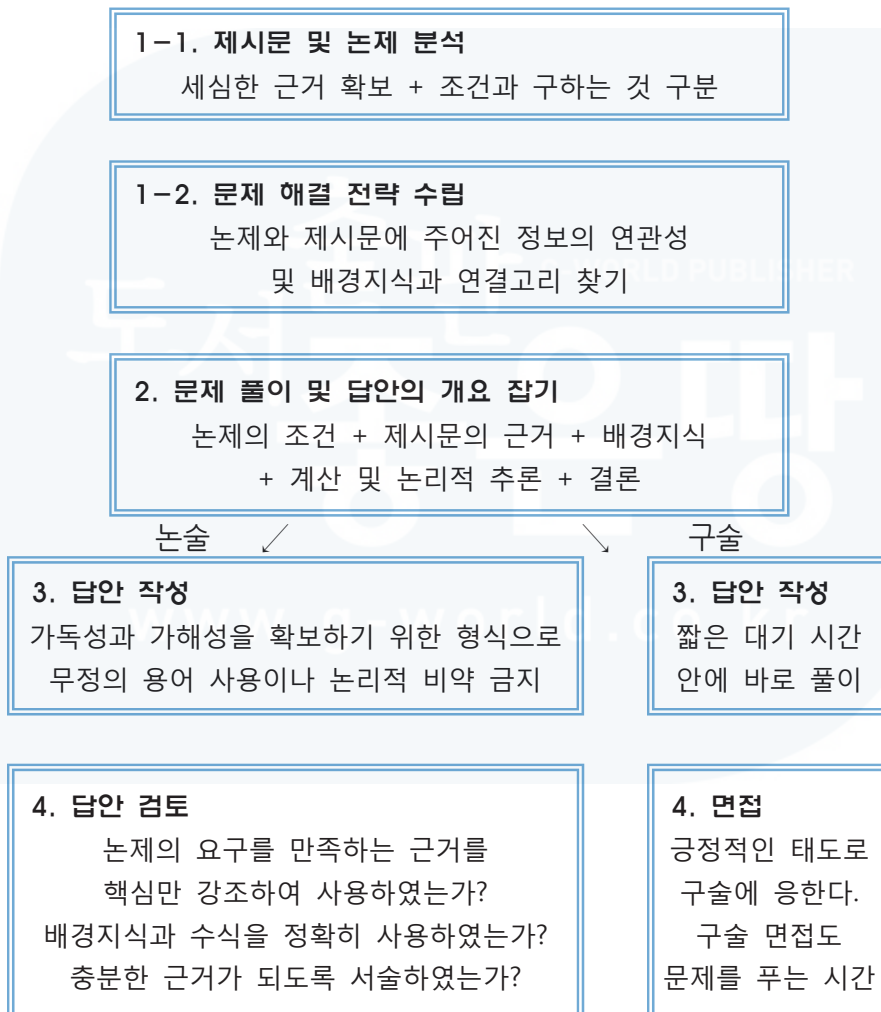 1-1. 제시문 및 논제 분석
세심한 근거 확보 + 조건과 구하는 것 구분
1-2. 문제 해결 전략 수립
논제와 제시문에 주어진 정보의 연관성
및 배경지식과 연결고리 찾기
2. 문제 풀이 및 답안의 개요 잡기
논제의 조건 + 제시문의 근거 + 배경지식
+ 계산 및 논리적 추론 + 결론
논술
구술
3. 답안 작성
가독성과 가해성을 확보하기 위한 형식으로
무정의 용어 사용이나 논리적 비약 금지
3. 답안 작성
짧은 대기 시간
안에 바로 풀이
4. 답안 검토
논제의 요구를 만족하는 근거를
핵심만 강조하여 사용하였는가?
배경지식과 수식을 정확히 사용하였는가?
충분한 근거가 되도록 서술하였는가?
4. 면접
긍정적인 태도로
구술에 응한다.
구술 면접도
문제를 푸는 시간
도서출판
G-WORLD PUBLISHER
좋은땅
www.g-world.co.kr